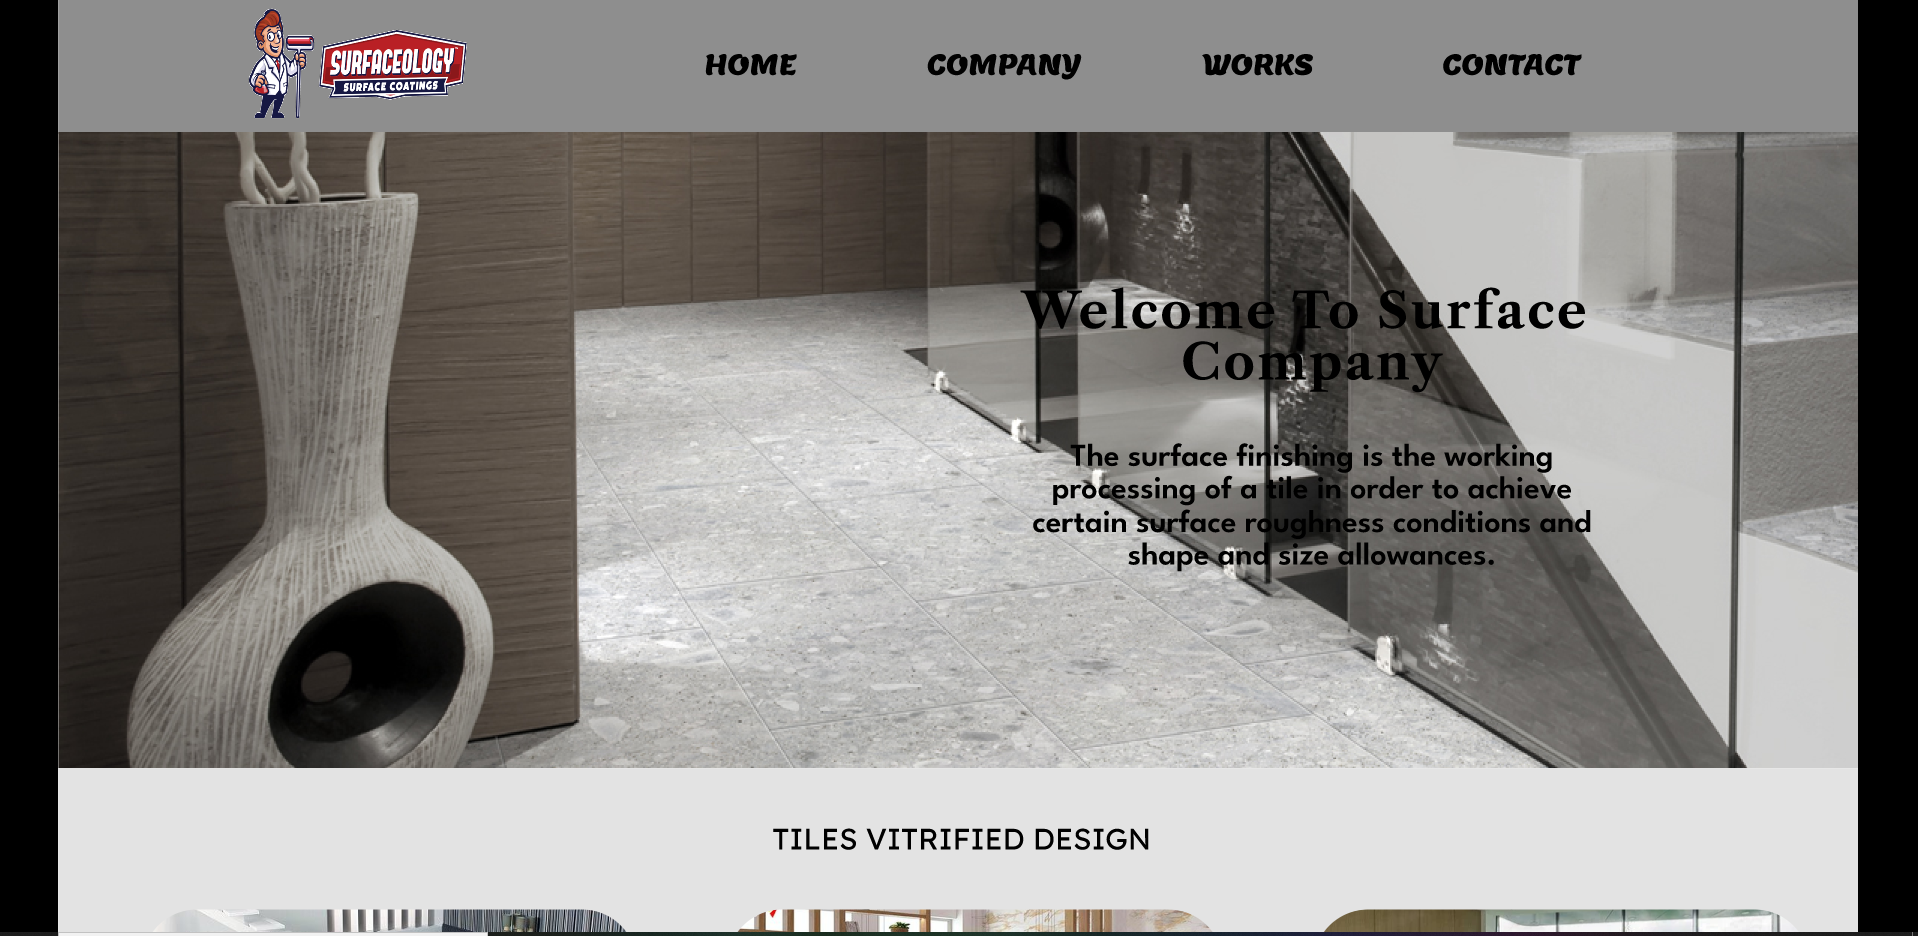 SURFACEOLOGY
SURFACE COATINGS
HOME COMPANY WORKS CONTACT
Welcome To Surface
Company
The surface finishing is the working
processing of a tile in order to achieve
certain surface roughness conditions and
shape and size allowances.
TILES VITRIFIED DESIGN